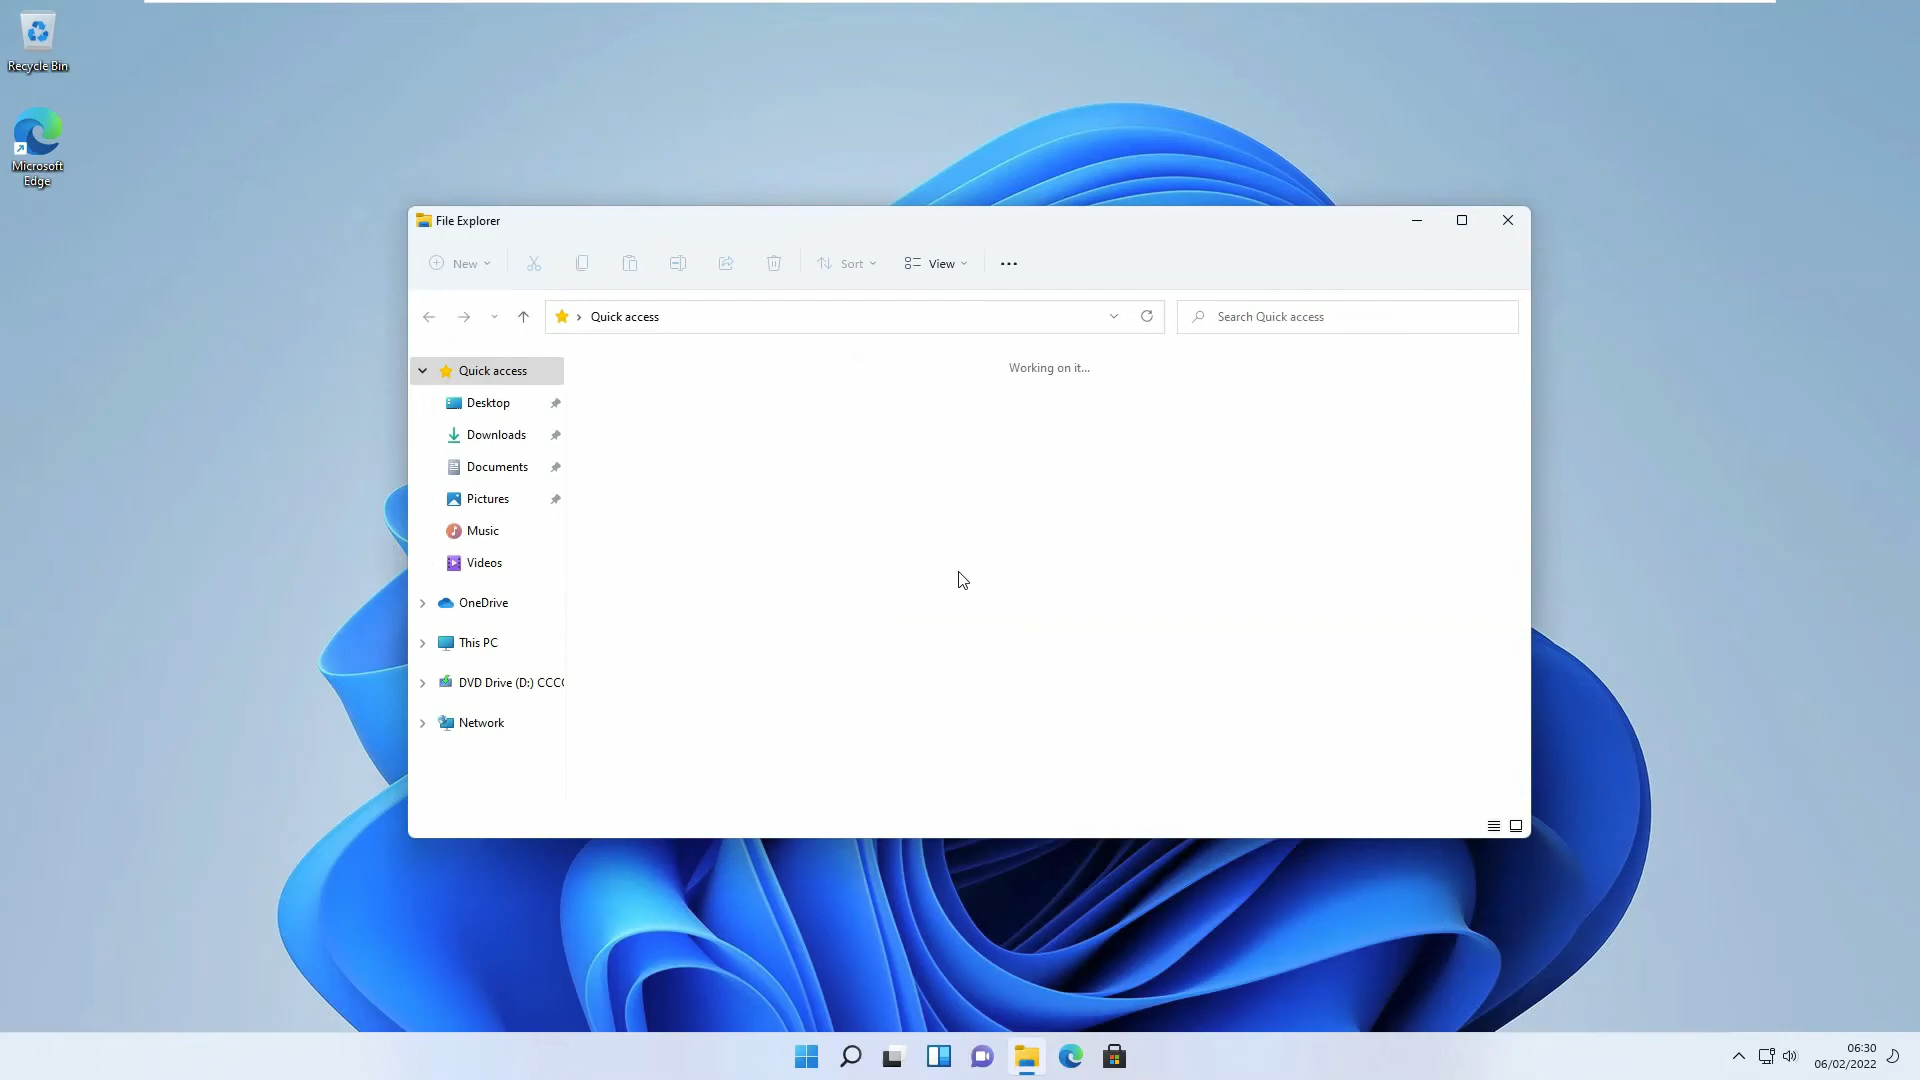 Recycle Bin
Microsoft
Edge
File Explorer
New
Sort
View
Quick access
Search Quick access
Quick access
Working on it...
Desktop
Downloads
Documents
Pictures
Music
Videos
OneDrive
This PC
DVD Drive (D:) CCC
Network
06:30
06/02/2022